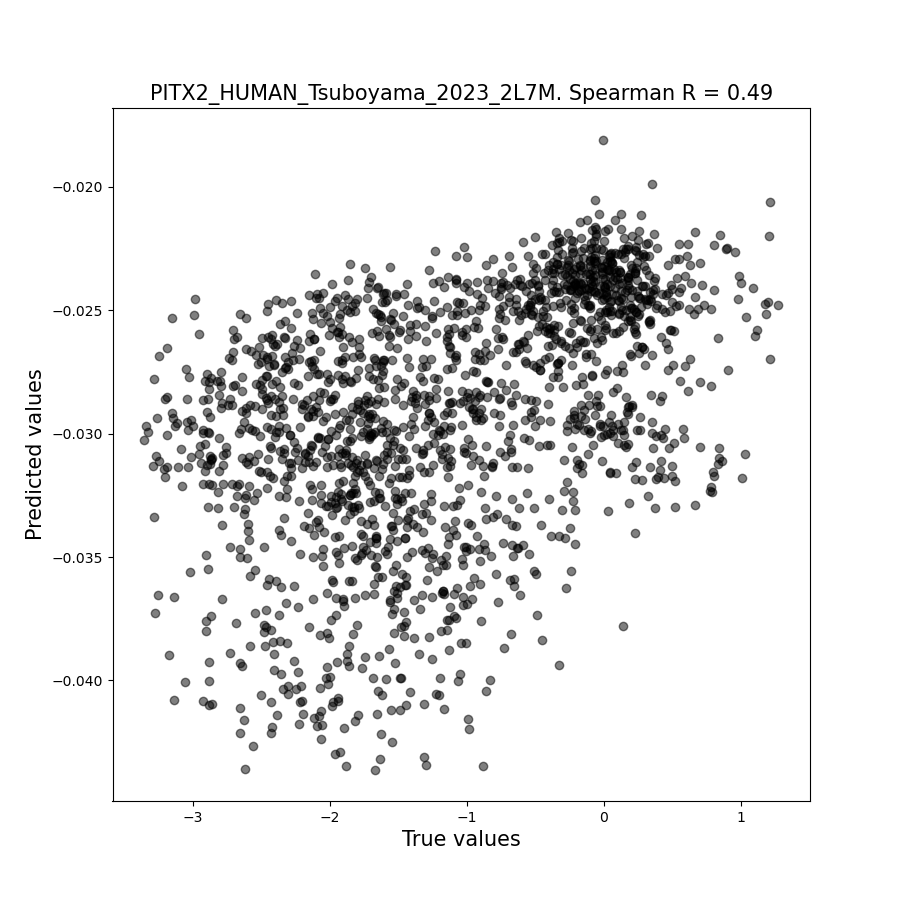 PITX2_HUMAN_Tsuboyama_2023_2L7M. Spearman R = 0.49
−0.020
−0.025
−0.030
−0.035
−0.040
Predicted values
−3 −2 −1 0 1
True values